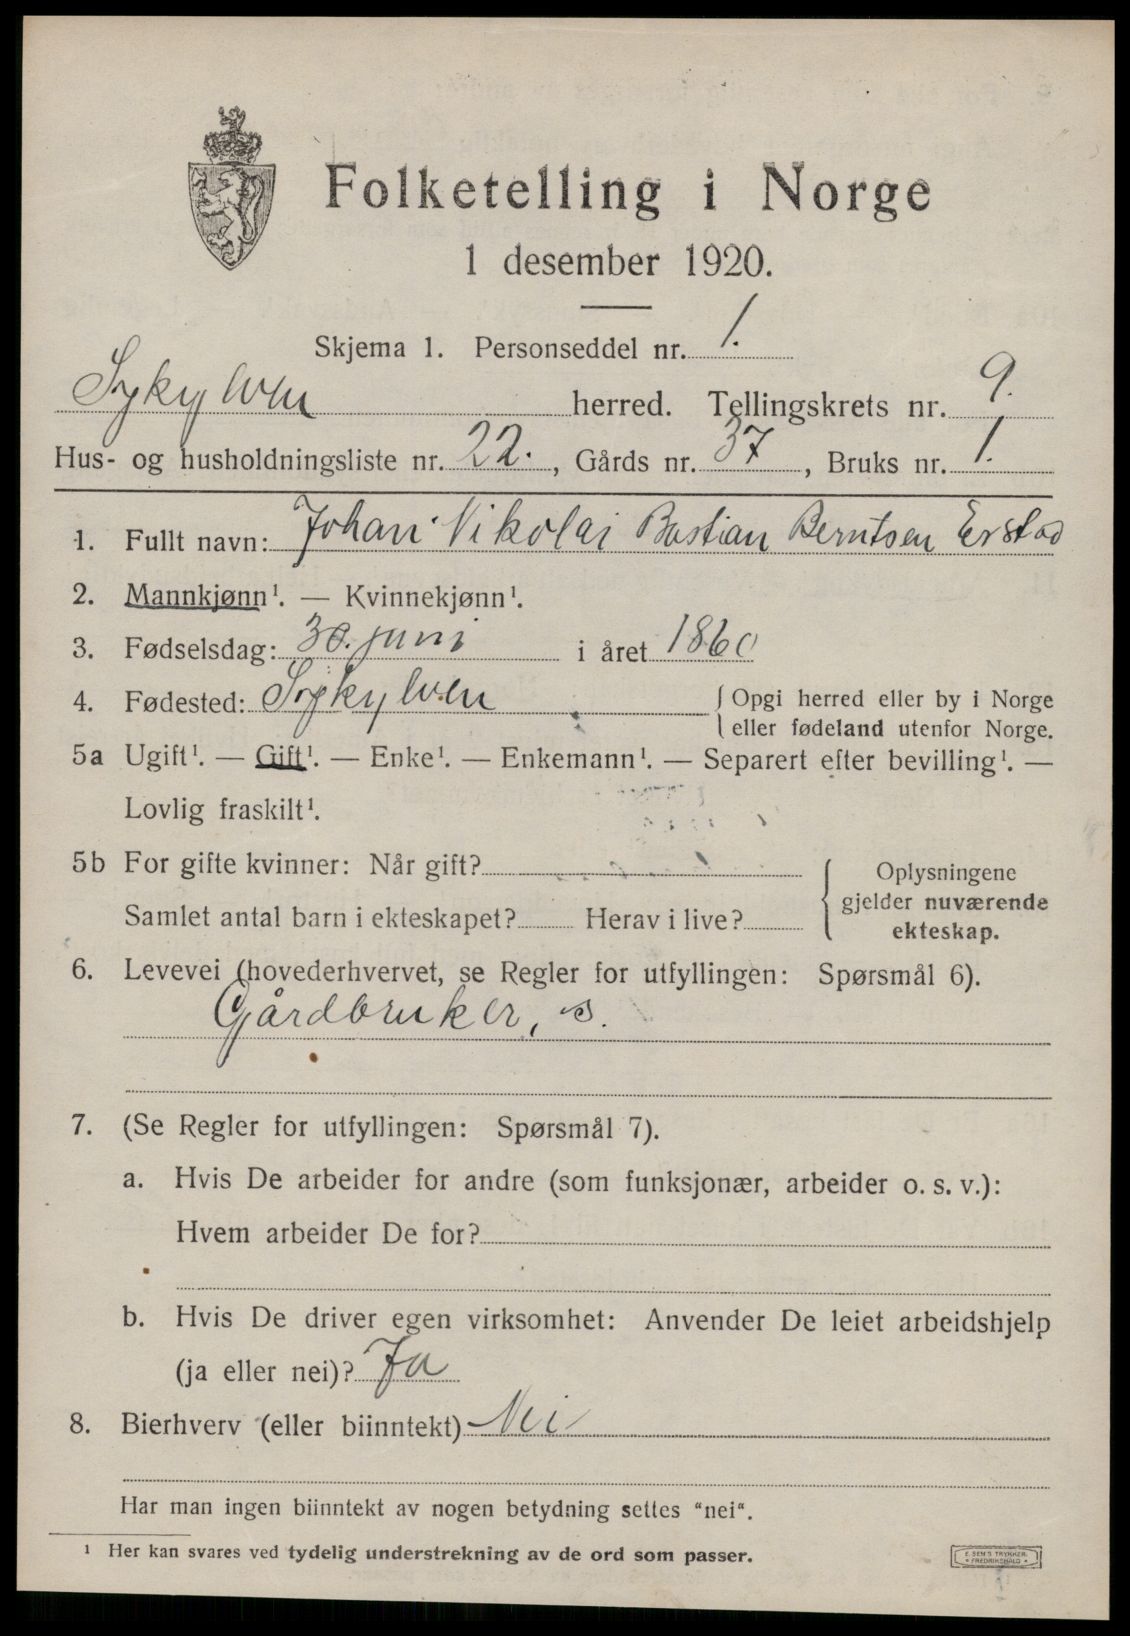 Folketelling i Norge
1 desember 1920.
Skjema 1. Personseddel nr. 1.
Sykylven herred. Tellingskrets nr. 9.
Hus- og husholdningsliste nr. 22., Gårds nr. 37, Bruks nr. 1.
1. Fullt navn: Johan Nikolai Bastian Berntsen Erstad
2. Mannkjønn¹. — Kvinnekjønn¹.
3. Fødselsdag: 30. juni i året 1860
4. Fødested: Sykylven { Opgi herred eller by i Norge
eller fødeland utenfor Norge.
5a Ugift¹. — Gift¹. — Enke¹. — Enkemann¹. — Separert efter bevilling¹. —
Lovlig fraskilt¹.
5b For gifte kvinner: Når gift?
Samlet antal barn i ekteskapet? Herav i live?
{ Oplysningene
gjelder nuværende
ekteskap.
6. Levevei (hovederhvervet, se Regler for utfyllingen: Spørsmål 6).
Gårdbruker, s.
7. (Se Regler for utfyllingen: Spørsmål 7).
a. Hvis De arbeider for andre (som funksjonær, arbeider o. s. v.):
Hvem arbeider De for?
b. Hvis De driver egen virksomhet: Anvender De leiet arbeidshjelp
(ja eller nei)? Ja
8. Bierhverv (eller biinntekt) Nei
Har man ingen biinntekt av nogen betydning settes “nei“.
¹ Her kan svares ved tydelig understrekning av de ord som passer.
E. SEM'S TRYKKERI
• FREDRIKSHALD •